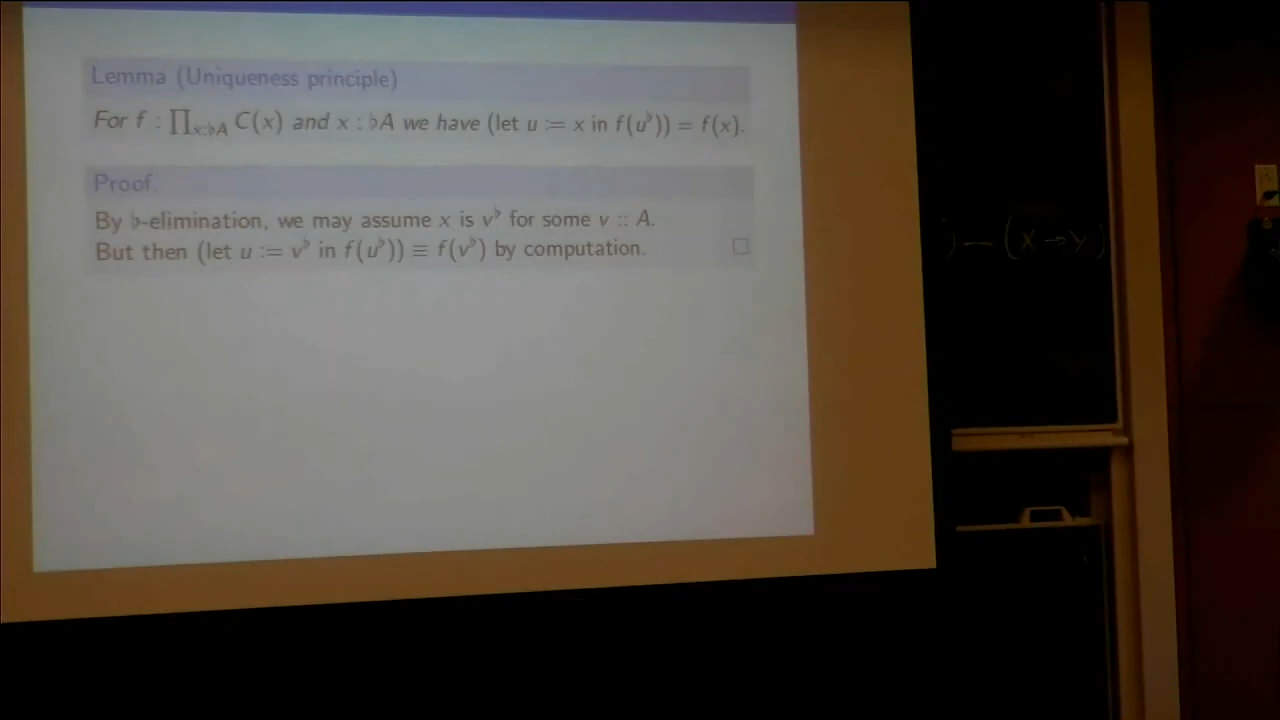 Lemma (Uniqueness principle)
For f : ∏x:♭A C(x) and x : ♭A we have (let u := x in f(u♭)) = f(x).
Proof.
By ♭-elimination, we may assume x is v♭ for some v :: A.
But then (let u := v♭ in f(u♭)) ≡ f(v♭) by computation. □
) — (X → Y)